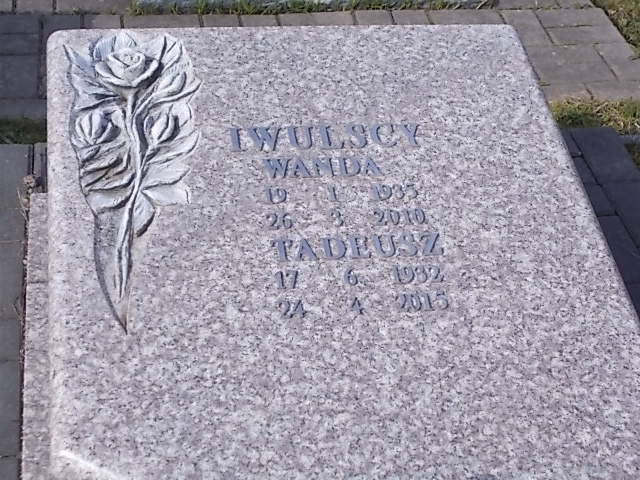 IWULSCY
WANDA
19 1 1935
26 3 2010
TADEUSZ
17 6 1932
24 4 2015